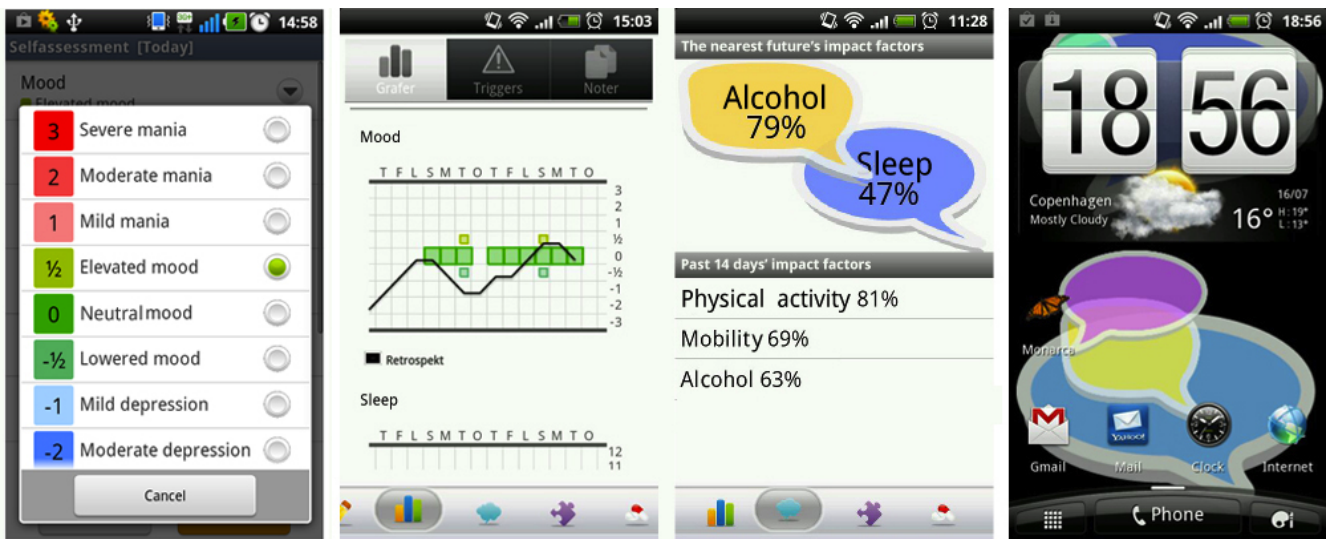 14:58
Selfassessment [Today]
Mood
Elevated mood
3 Severe mania
2 Moderate mania
1 Mild mania
½ Elevated mood
0 Neutral mood
-½ Lowered mood
-1 Mild depression
-2 Moderate depression
Cancel
15:03
Grafer Triggers Noter
Mood
T F L S M T O T F L S M T O
3
2
1
½
0
-½
-1
-2
-3
Retrospekt
Sleep
T F L S M T O T F L S M T O
12
11
11:28
The nearest future's impact factors
Alcohol
79%
Sleep
47%
Past 14 days' impact factors
Physical activity 81%
Mobility 69%
Alcohol 63%
18:56
18 56
Copenhagen
Mostly Cloudy
16/07
16°
H: 19°
L: 13°
Monarca
YAHOO!
Gmail Mail Clock Internet
Phone